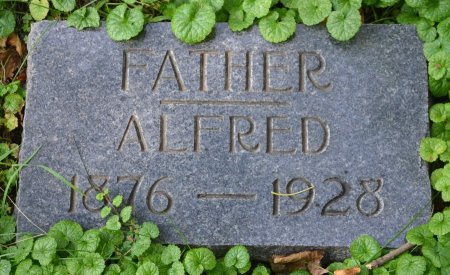 FATHER
ALFRED
1876 — 1928